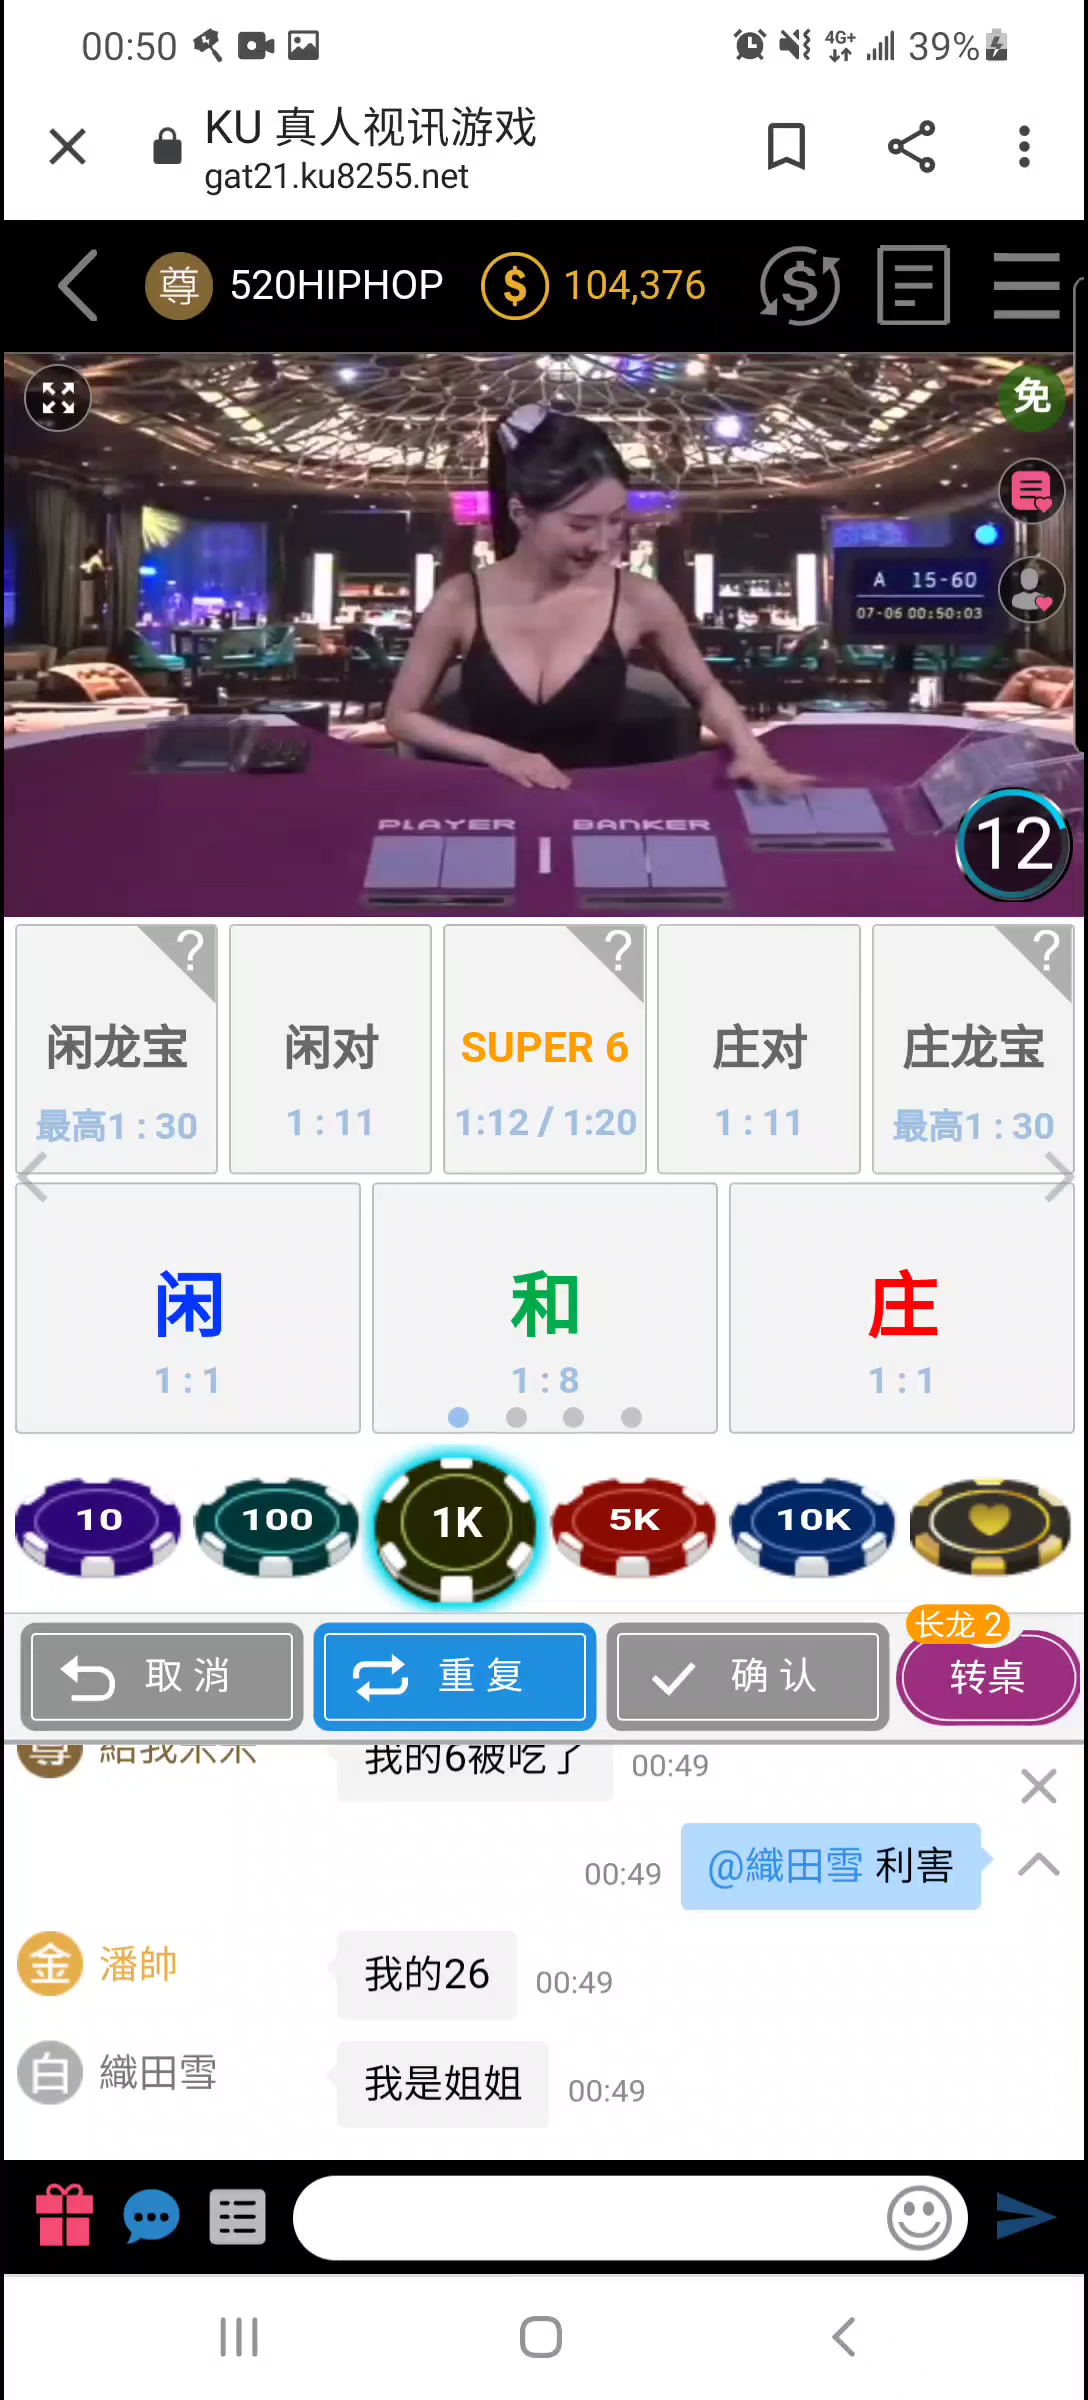 00:50
4G+
39%
KU 真人视讯游戏
gat21.ku8255.net
尊 520HIPHOP $ 104,376
免
A 15-60
07-06 00:50:03
PLAYER BANKER
12
? ? ?
闲龙宝 闲对 SUPER 6 庄对 庄龙宝
最高1 : 30 1 : 11 1:12 / 1:20 1 : 11 最高1 : 30
闲 和 庄
1 : 1 1 : 8 1 : 1
10 100 1K 5K 10K
长龙 2
取消 重复 确认 转桌
尊 給我未未 我的6被吃了 00:49
00:49 @織田雪 利害
金 潘帥 我的26 00:49
白 織田雪 我是姐姐 00:49